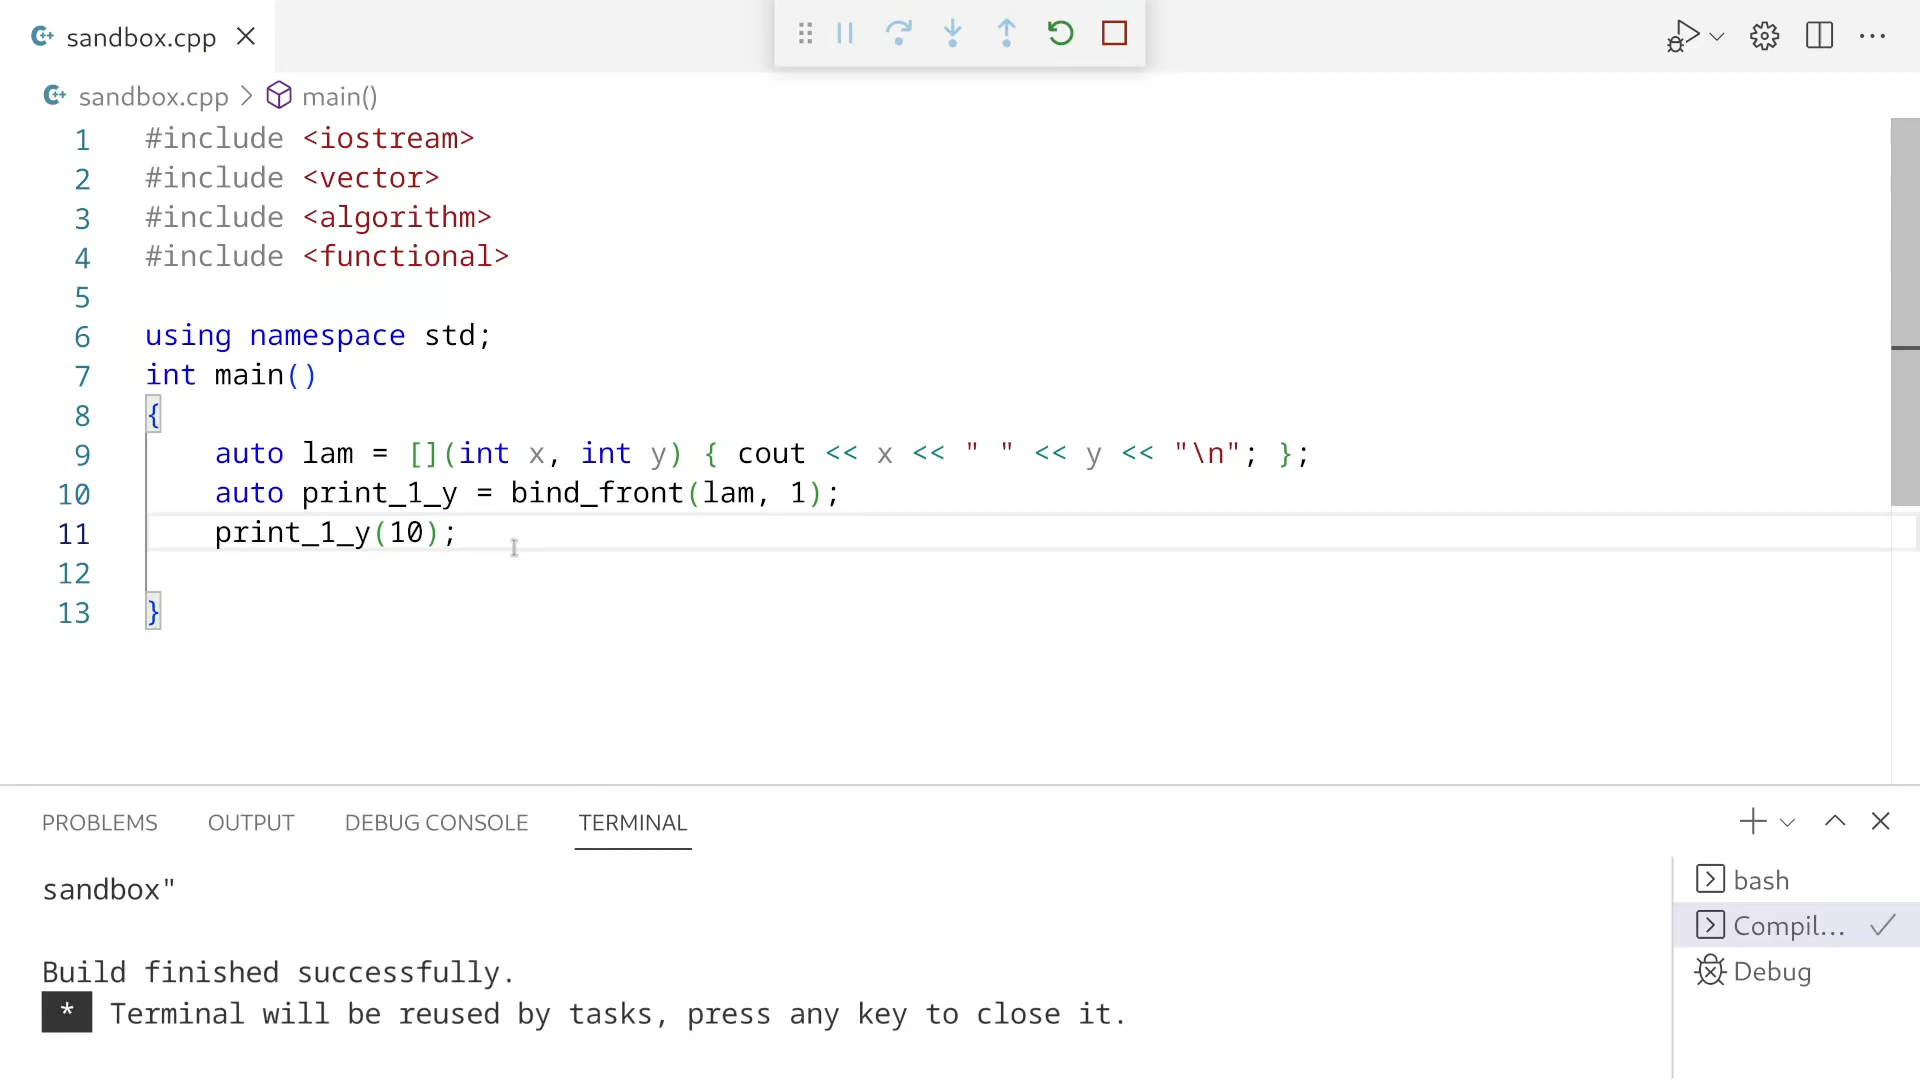 sandbox.cpp
sandbox.cpp > main()
1 #include <iostream>
2 #include <vector>
3 #include <algorithm>
4 #include <functional>
5
6 using namespace std;
7 int main()
8 {
9 auto lam = [](int x, int y) { cout << x << " " << y << "\n"; };
10 auto print_1_y = bind_front(lam, 1);
11 print_1_y(10);
12
13 }
PROBLEMS OUTPUT DEBUG CONSOLE TERMINAL
sandbox"
Build finished successfully.
* Terminal will be reused by tasks, press any key to close it.
bash
Compil...
Debug